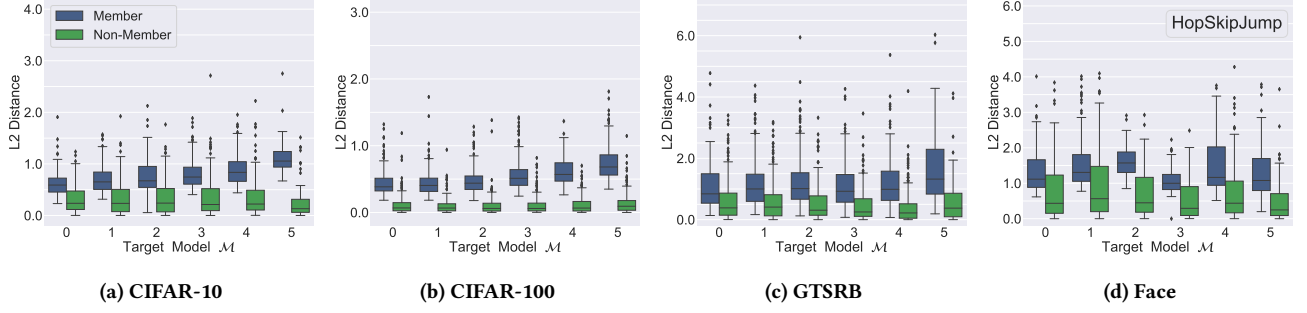 Member
Non-Member
L2 Distance
4.0
3.0
2.0
1.0
0.0
0 1 2 3 4 5
Target Model ℳ
(a) CIFAR-10
L2 Distance
3.0
2.0
1.0
0.0
0 1 2 3 4 5
Target Model ℳ
(b) CIFAR-100
L2 Distance
6.0
4.0
2.0
0.0
0 1 2 3 4 5
Target Model ℳ
(c) GTSRB
HopSkipJump
L2 Distance
6.0
5.0
4.0
3.0
2.0
1.0
0.0
0 1 2 3 4 5
Target Model ℳ
(d) Face